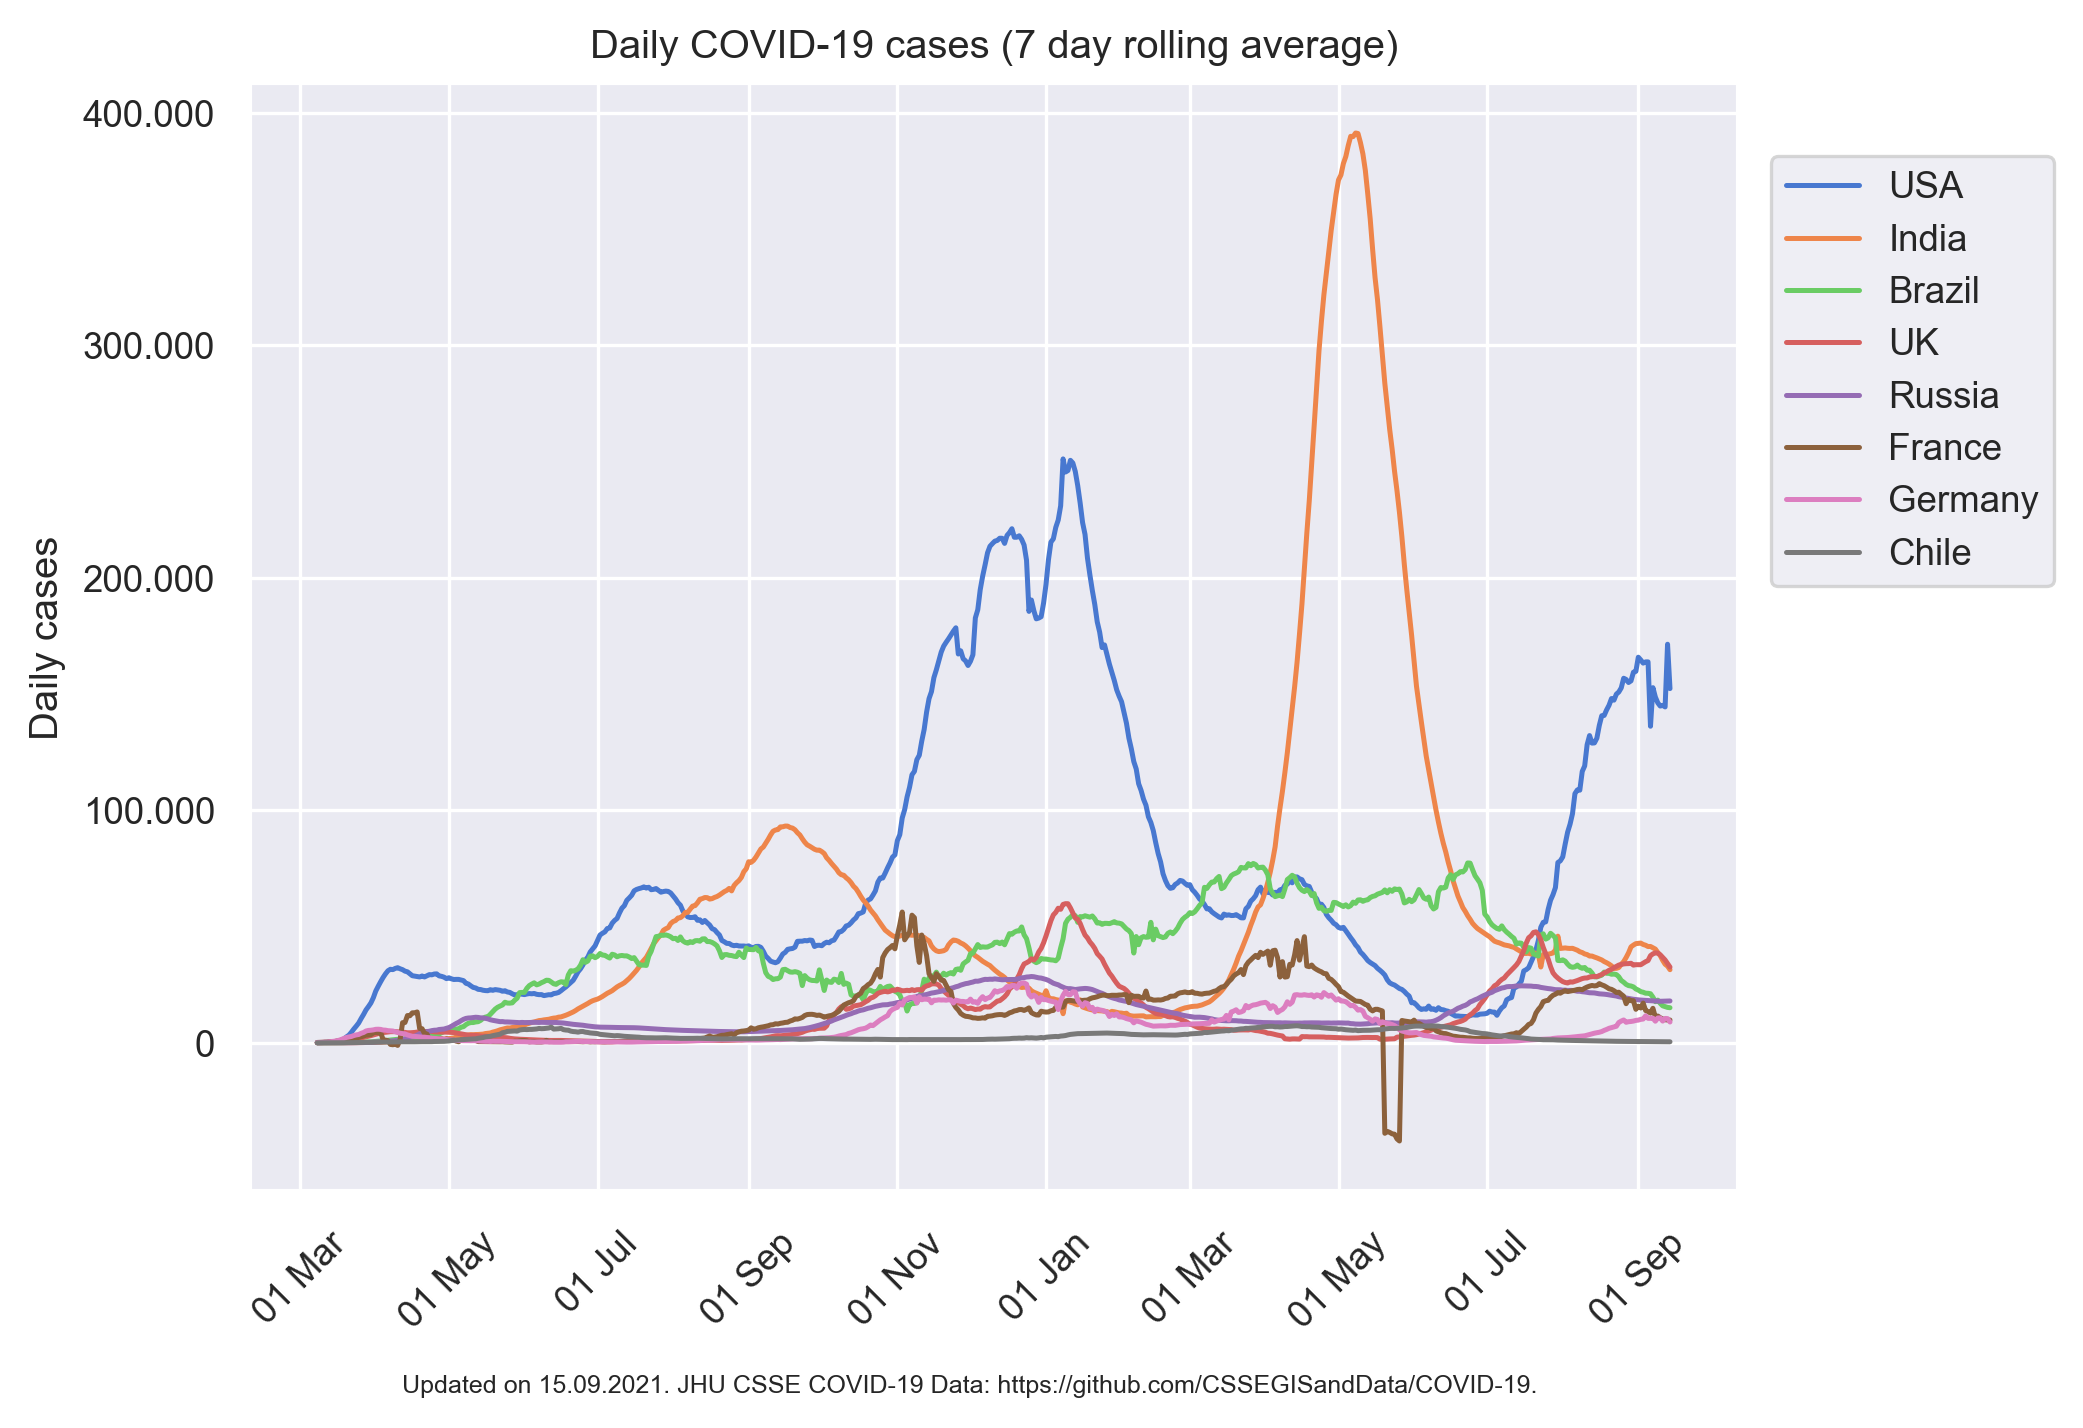 Daily COVID-19 cases (7 day rolling average)
400.000
300.000
200.000
100.000
0
Daily cases
USA
India
Brazil
UK
Russia
France
Germany
Chile
01 Mar
01 May
01 Jul
01 Sep
01 Nov
01 Jan
01 Mar
01 May
01 Jul
01 Sep
Updated on 15.09.2021. JHU CSSE COVID-19 Data: https://github.com/CSSEGISandData/COVID-19.